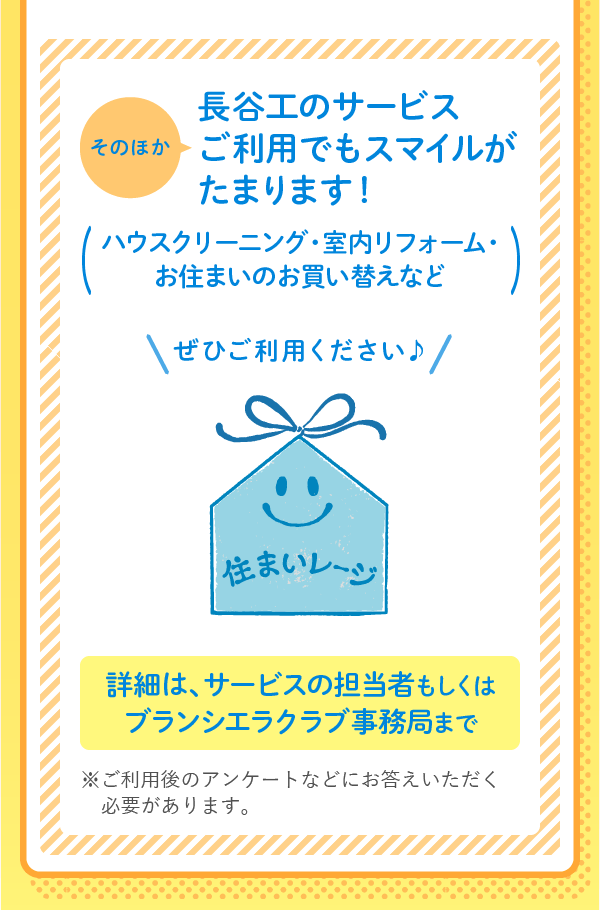 そのほか
長谷工のサービス
ご利用でもスマイルが
たまります！
（ハウスクリーニング・室内リフォーム・
お住まいのお買い替えなど）
＼ぜひご利用ください♪／
住まいレージ
詳細は、サービスの担当者もしくは
ブランシエラクラブ事務局まで
※ご利用後のアンケートなどにお答えいただく
必要があります。